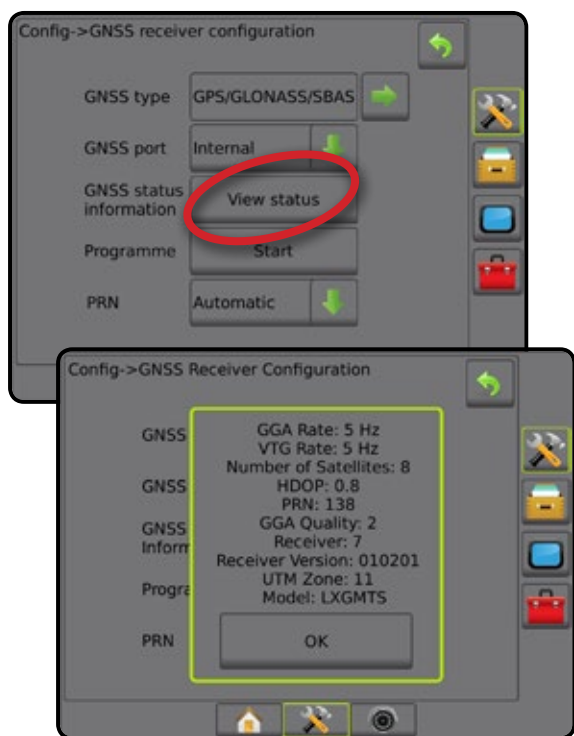 Config->GNSS receiver configuration
GNSS type GPS/GLONASS/SBAS
GNSS port Internal
GNSS status
information
View status
Programme Start
PRN Automatic
Config->GNSS Receiver Configuration
GNSS
GNSS
GNSS
Inform
Progra
PRN
GGA Rate: 5 Hz
VTG Rate: 5 Hz
Number of Satellites: 8
HDOP: 0.8
PRN: 138
GGA Quality: 2
Receiver: 7
Receiver Version: 010201
UTM Zone: 11
Model: LXGMTS
OK